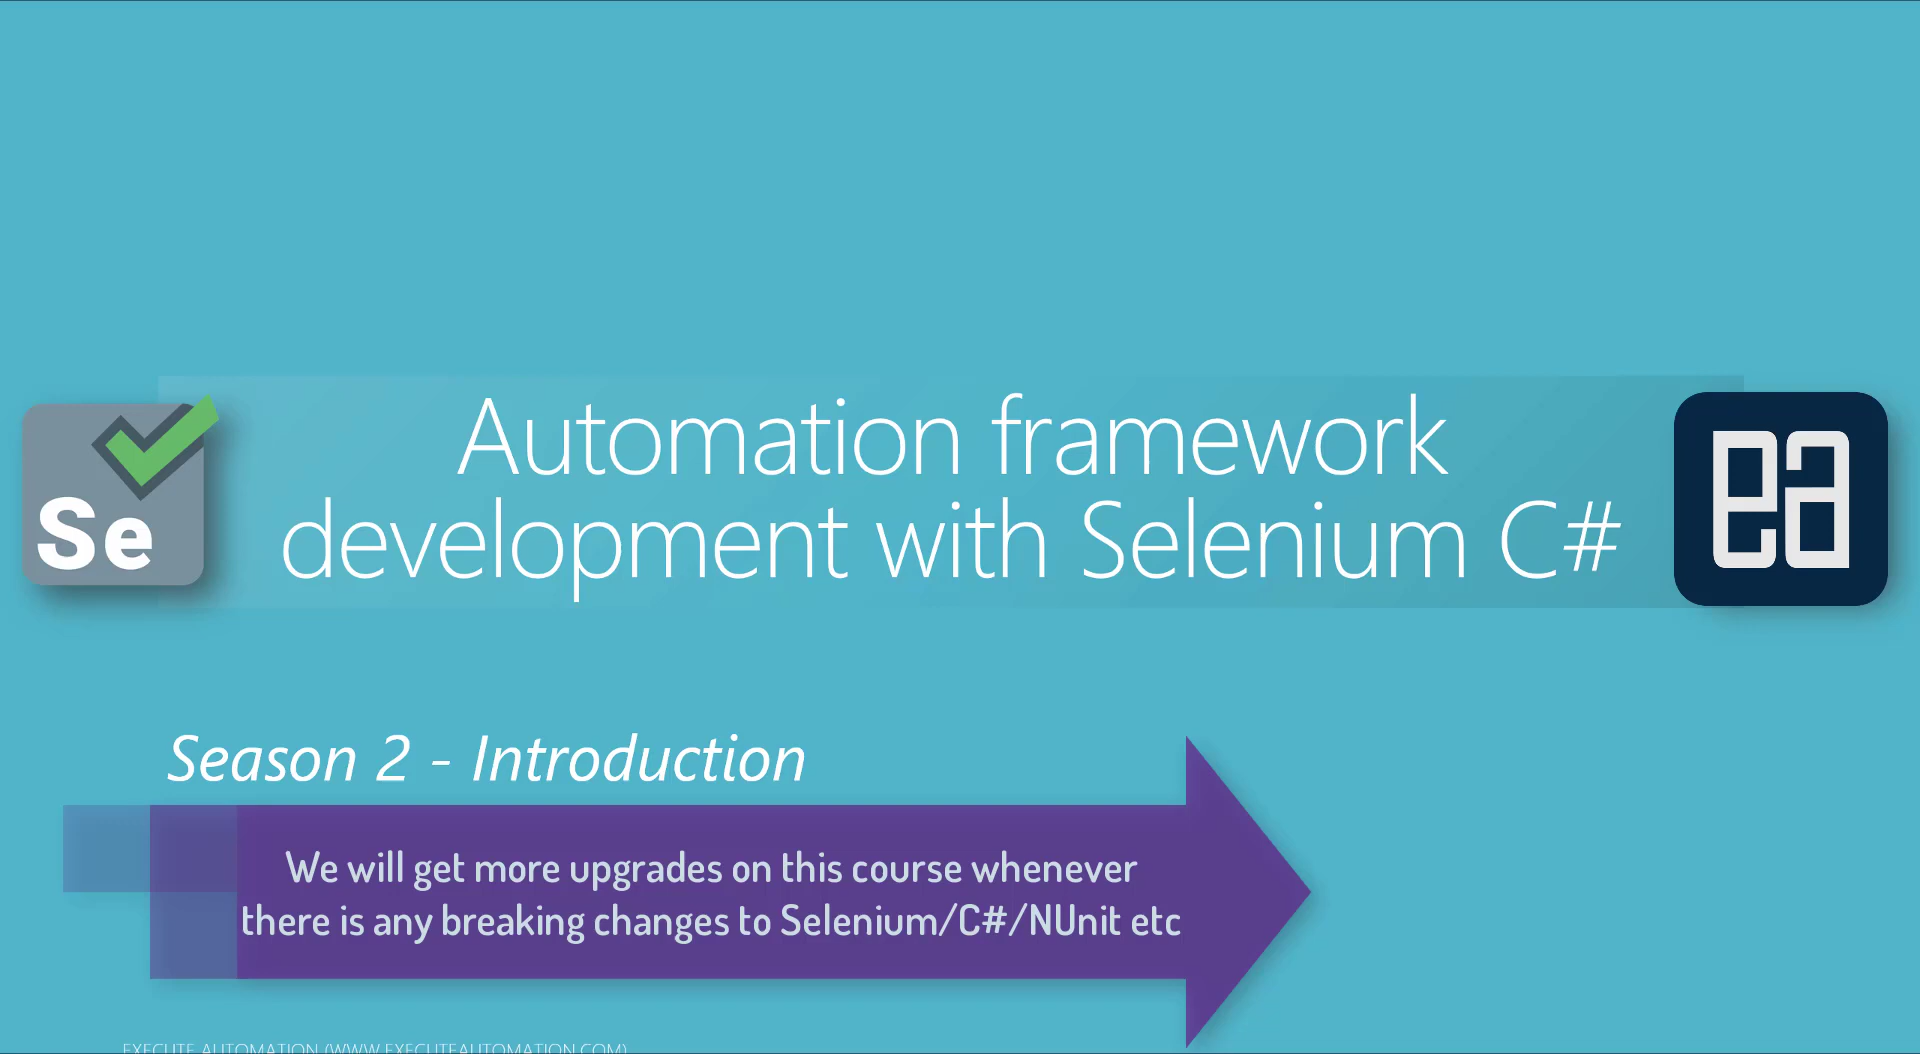 Automation framework
development with Selenium C#
Se
ea
Season 2 - Introduction
We will get more upgrades on this course whenever
there is any breaking changes to Selenium/C#/NUnit etc
EXECUTE AUTOMATION (WWW.EXECUTEAUTOMATION.COM)